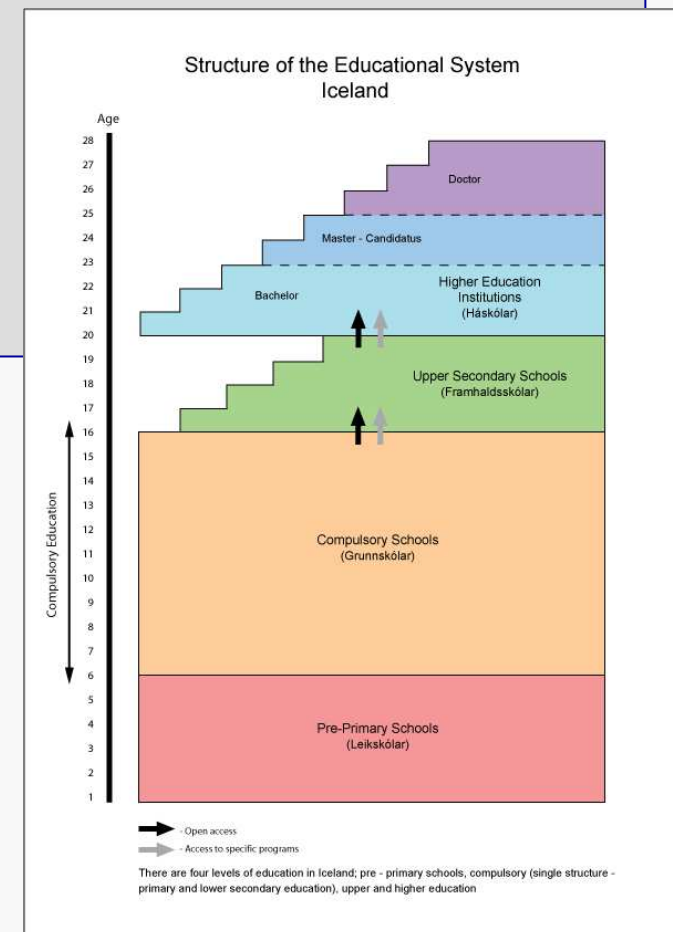 Structure of the Educational System
Iceland
Age
28
27
26
25
24
23
22
21
20
19
18
17
16
15
14
13
12
11
10
9
8
7
6
5
4
3
2
1
Compulsory Education
Doctor
Master - Candidatus
Bachelor
Higher Education
Institutions
(Háskólar)
Upper Secondary Schools
(Framhaldsskólar)
Compulsory Schools
(Grunnskólar)
Pre-Primary Schools
(Leikskólar)
- Open access
- Access to specific programs
There are four levels of education in Iceland; pre - primary schools, compulsory (single structure -
primary and lower secondary education), upper and higher education